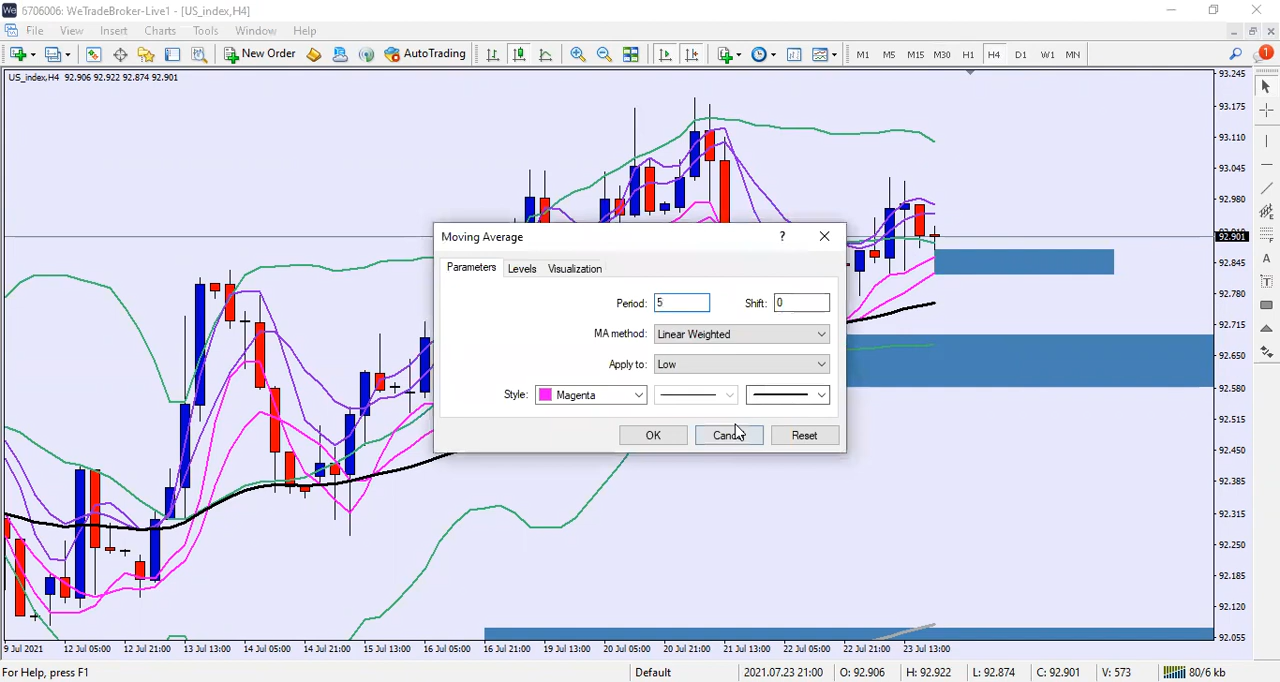 6706006: WeTradeBroker-Live1 - [US_index,H4]
File View Insert Charts Tools Window Help
New Order AutoTrading M1 M5 M15 M30 H1 H4 D1 W1 MN 1
US_index,H4 92.906 92.922 92.874 92.901
93.245
93.175
93.110
93.045
92.980
92.901
92.845
92.780
92.715
92.650
92.580
92.515
92.450
92.385
92.315
92.250
92.185
92.120
92.055
Moving Average ?
Parameters Levels Visualization
Period: 5 Shift: 0
MA method: Linear Weighted
Apply to: Low
Style: Magenta
OK Reset
9 Jul 2021 12 Jul 05:00 12 Jul 21:00 13 Jul 13:00 14 Jul 05:00 14 Jul 21:00 15 Jul 13:00 16 Jul 05:00 16 Jul 21:00 19 Jul 13:00 20 Jul 05:00 20 Jul 21:00 21 Jul 13:00 22 Jul 05:00 22 Jul 21:00 23 Jul 13:00
For Help, press F1 Default 2021.07.23 21:00 O: 92.906 H: 92.922 L: 92.874 C: 92.901 V: 573 80/6 kb